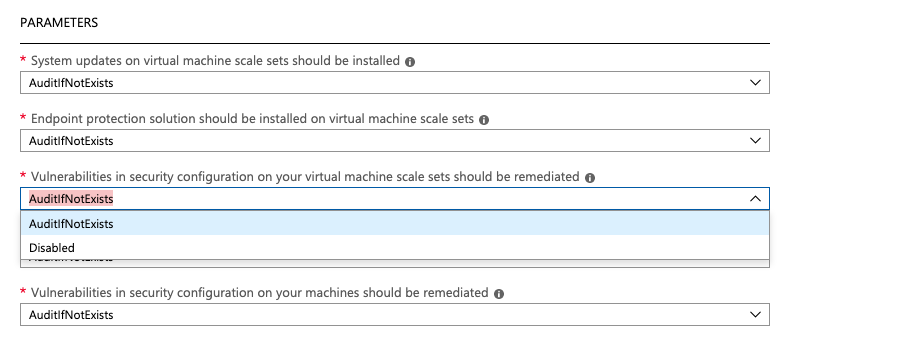 PARAMETERS
* System updates on virtual machine scale sets should be installed
AuditIfNotExists
* Endpoint protection solution should be installed on virtual machine scale sets
AuditIfNotExists
* Vulnerabilities in security configuration on your virtual machine scale sets should be remediated
AuditIfNotExists
AuditIfNotExists
Disabled
* Vulnerabilities in security configuration on your machines should be remediated
AuditIfNotExists